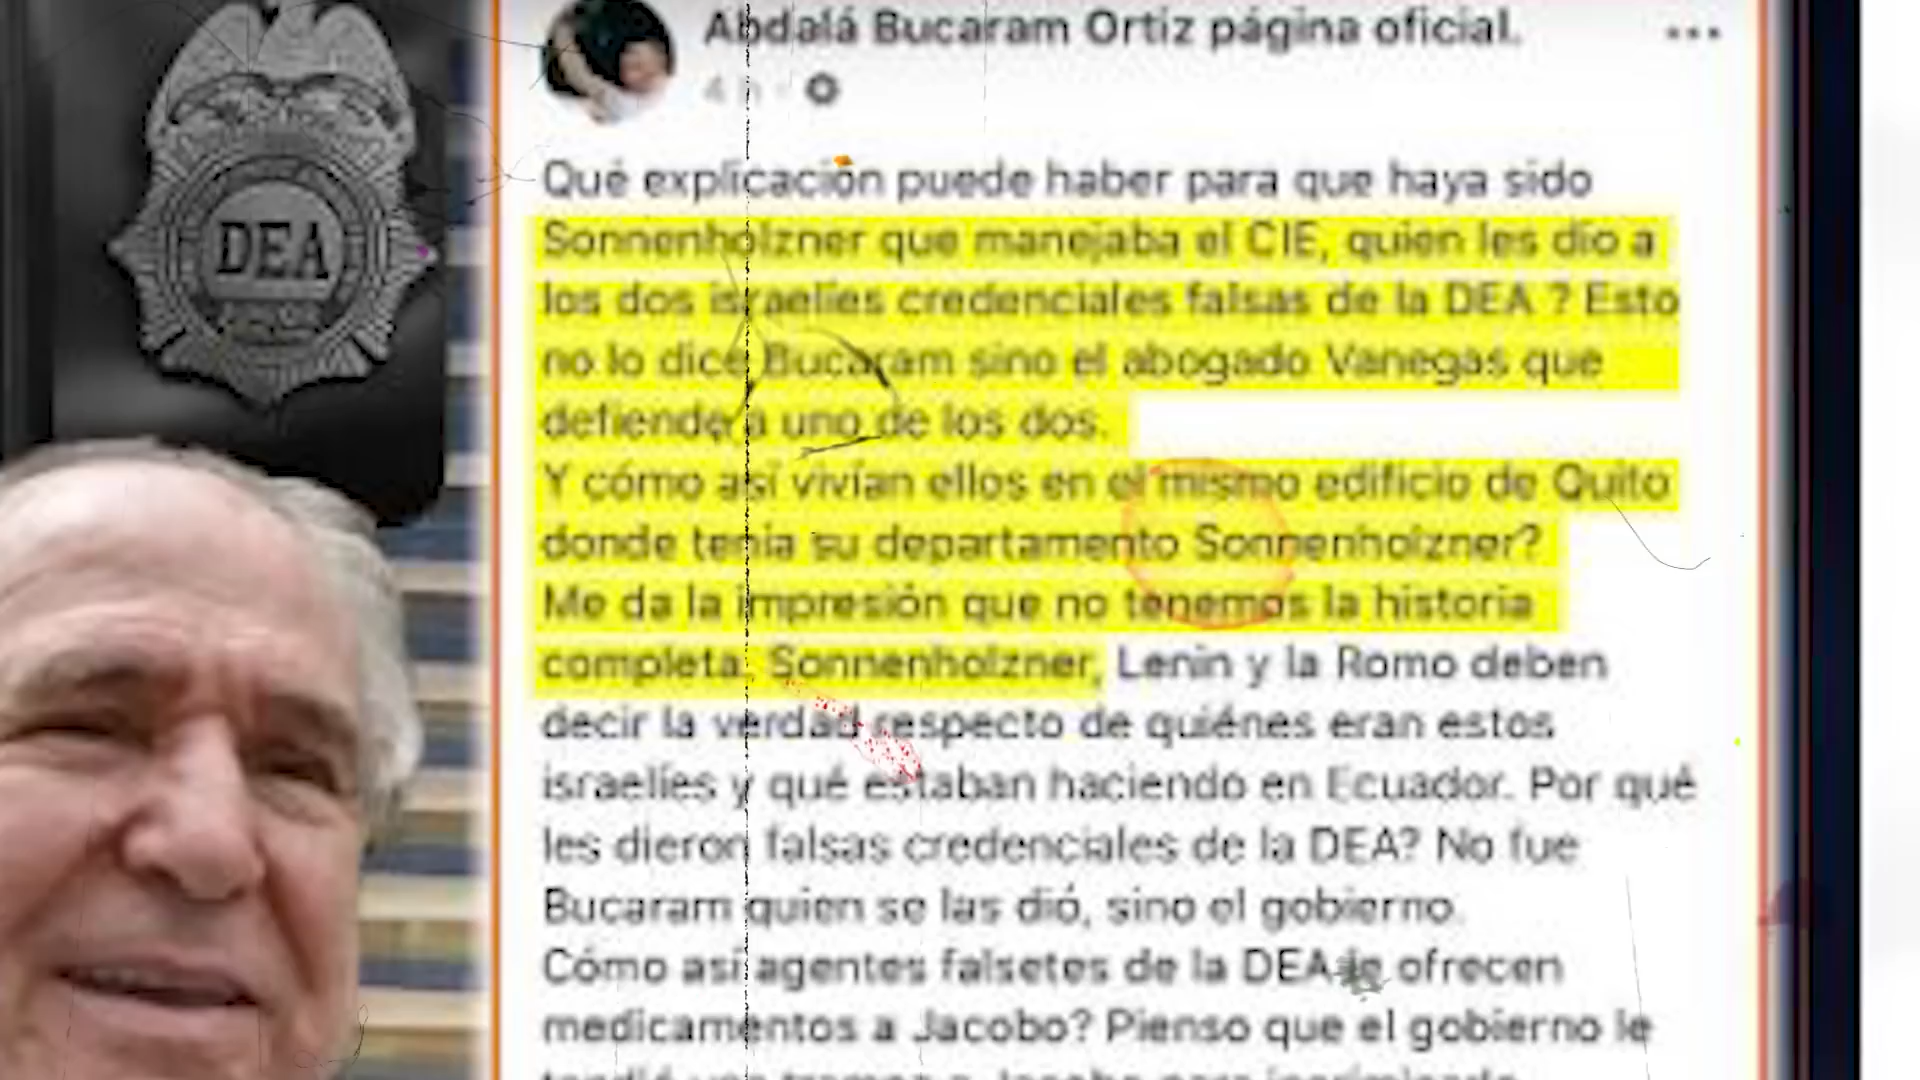 DEA
Abdalá Bucaram Ortiz página oficial.
4 h
Qué explicación puede haber para que haya sido
Sonnenholzner que manejaba el CIE, quien les dio a
los dos israelíes credenciales falsas de la DEA ? Esto
no lo dice Bucaram sino el abogado Vanegas que
defiende a uno de los dos.
Y cómo así vivían ellos en el mismo edificio de Quito
donde tenía su departamento Sonnenholzner?
Me da la impresión que no tenemos la historia
completa. Sonnenholzner, Lenin y la Romo deben
decir la verdad respecto de quiénes eran estos
israelíes y qué estaban haciendo en Ecuador. Por qué
les dieron falsas credenciales de la DEA? No fue
Bucaram quien se las dió, sino el gobierno.
Cómo así agentes falsetes de la DEA le ofrecen
medicamentos a Jacobo? Pienso que el gobierno le